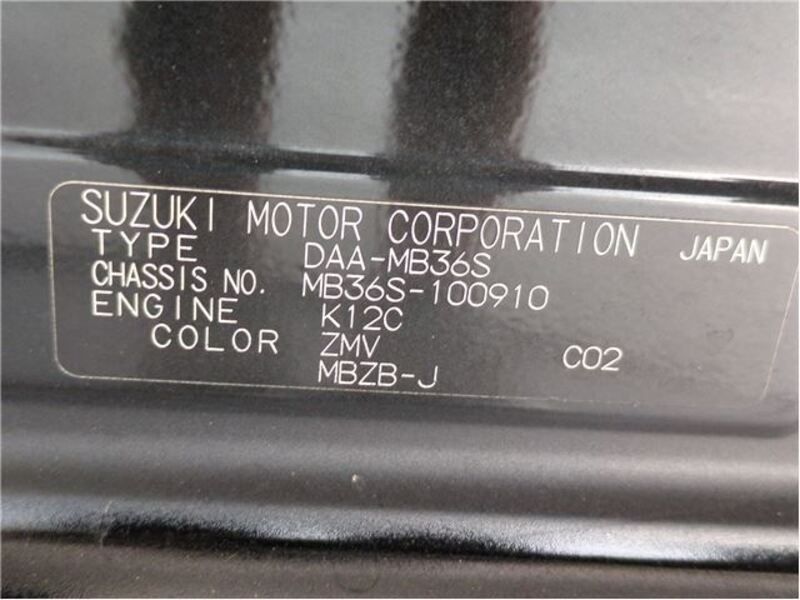 SUZUKI MOTOR CORPORATION JAPAN
TYPE DAA-MB36S
CHASSIS NO. MB36S-100910
ENGINE K12C
COLOR ZMV C02
MBZB-J